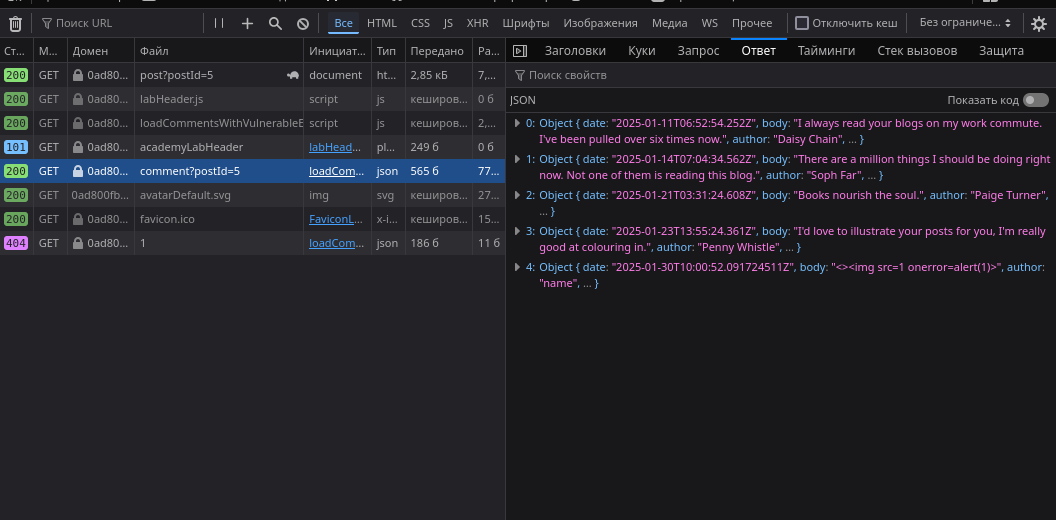 Поиск URL
Все HTML CSS JS XHR Шрифты Изображения Медиа WS Прочее
Отключить кеш
Без ограниче...
Ст... М... Домен Файл Инициат... Тип Передано Ра...
200 GET 0ad80... post?postId=5 document ht... 2,85 кБ 7,...
200 GET 0ad80... labHeader.js script js кеширов... 0 б
200 GET 0ad80... loadCommentsWithVulnerableE script js кеширов... 2,...
101 GET 0ad80... academyLabHeader labHead... pl... 249 б 0 б
200 GET 0ad80... comment?postId=5 loadCom... json 565 б 77...
200 GET 0ad800fb... avatarDefault.svg img svg кеширов... 27...
200 GET 0ad80... favicon.ico FaviconL... x-i... кеширов... 15...
404 GET 0ad80... 1 loadCom... json 186 б 11 б
Заголовки Куки Запрос Ответ Тайминги Стек вызовов Защита
Поиск свойств
JSON
Показать код
0: Object { date: "2025-01-11T06:52:54.252Z", body: "I always read your blogs on my work commute.
I've been pulled over six times now.", author: "Daisy Chain", … }
1: Object { date: "2025-01-14T07:04:34.562Z", body: "There are a million things I should be doing right
now. Not one of them is reading this blog.", author: "Soph Far", … }
2: Object { date: "2025-01-21T03:31:24.608Z", body: "Books nourish the soul.", author: "Paige Turner",
… }
3: Object { date: "2025-01-23T13:55:24.361Z", body: "I'd love to illustrate your posts for you, I'm really
good at colouring in.", author: "Penny Whistle", … }
4: Object { date: "2025-01-30T10:00:52.091724511Z", body: "<><img src=1 onerror=alert(1)>", author:
"name", … }